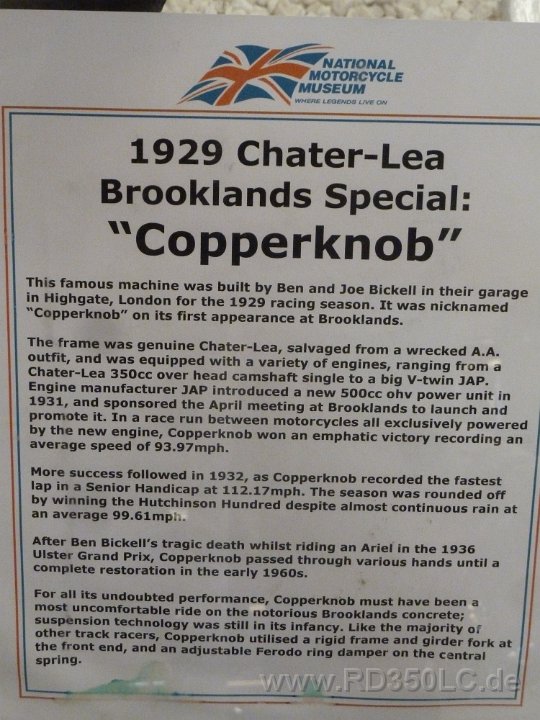 NATIONAL
MOTORCYCLE
MUSEUM
WHERE LEGENDS LIVE ON
1929 Chater-Lea
Brooklands Special:
“Copperknob”
This famous machine was built by Ben and Joe Bickell in their garage
in Highgate, London for the 1929 racing season. It was nicknamed
“Copperknob” on its first appearance at Brooklands.
The frame was genuine Chater-Lea, salvaged from a wrecked A.A.
outfit, and was equipped with a variety of engines, ranging from a
Chater-Lea 350cc over head camshaft single to a big V-twin JAP.
Engine manufacturer JAP introduced a new 500cc ohv power unit in
1931, and sponsored the April meeting at Brooklands to launch and
promote it. In a race run between motorcycles all exclusively powered
by the new engine, Copperknob won an emphatic victory recording an
average speed of 93.97mph.
More success followed in 1932, as Copperknob recorded the fastest
lap in a Senior Handicap at 112.17mph. The season was rounded off
by winning the Hutchinson Hundred despite almost continuous rain at
an average 99.61mph.
After Ben Bickell’s tragic death whilst riding an Ariel in the 1936
Ulster Grand Prix, Copperknob passed through various hands until a
complete restoration in the early 1960s.
For all its undoubted performance, Copperknob must have been a
most uncomfortable ride on the notorious Brooklands concrete;
suspension technology was still in its infancy. Like the majority of
other track racers, Copperknob utilised a rigid frame and girder fork at
the front end, and an adjustable Ferodo ring damper on the central
spring.
www.RD350LC.de